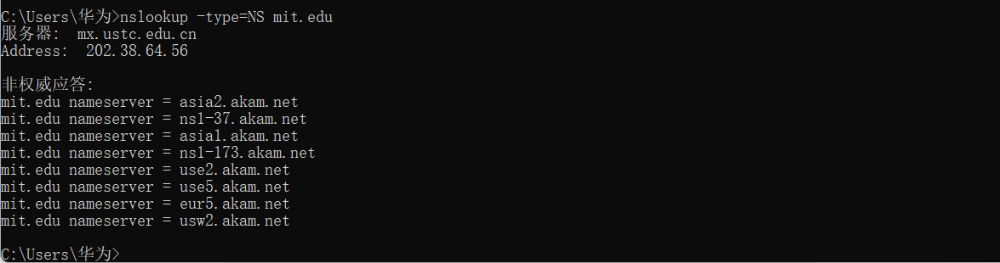 C:\Users\华为>nslookup -type=NS mit.edu
服务器:  mx.ustc.edu.cn
Address:  202.38.64.56
非权威应答:
mit.edu nameserver = asia2.akam.net
mit.edu nameserver = ns1-37.akam.net
mit.edu nameserver = asia1.akam.net
mit.edu nameserver = ns1-173.akam.net
mit.edu nameserver = use2.akam.net
mit.edu nameserver = use5.akam.net
mit.edu nameserver = eur5.akam.net
mit.edu nameserver = usw2.akam.net
C:\Users\华为>